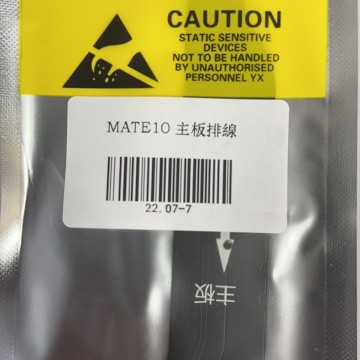 CAUTION
STATIC SENSITIVE
DEVICES
NOT TO BE HANDLED
BY UNAUTHORISED
PERSONNEL YX
MATE10 主板排線
22.07-7
主板